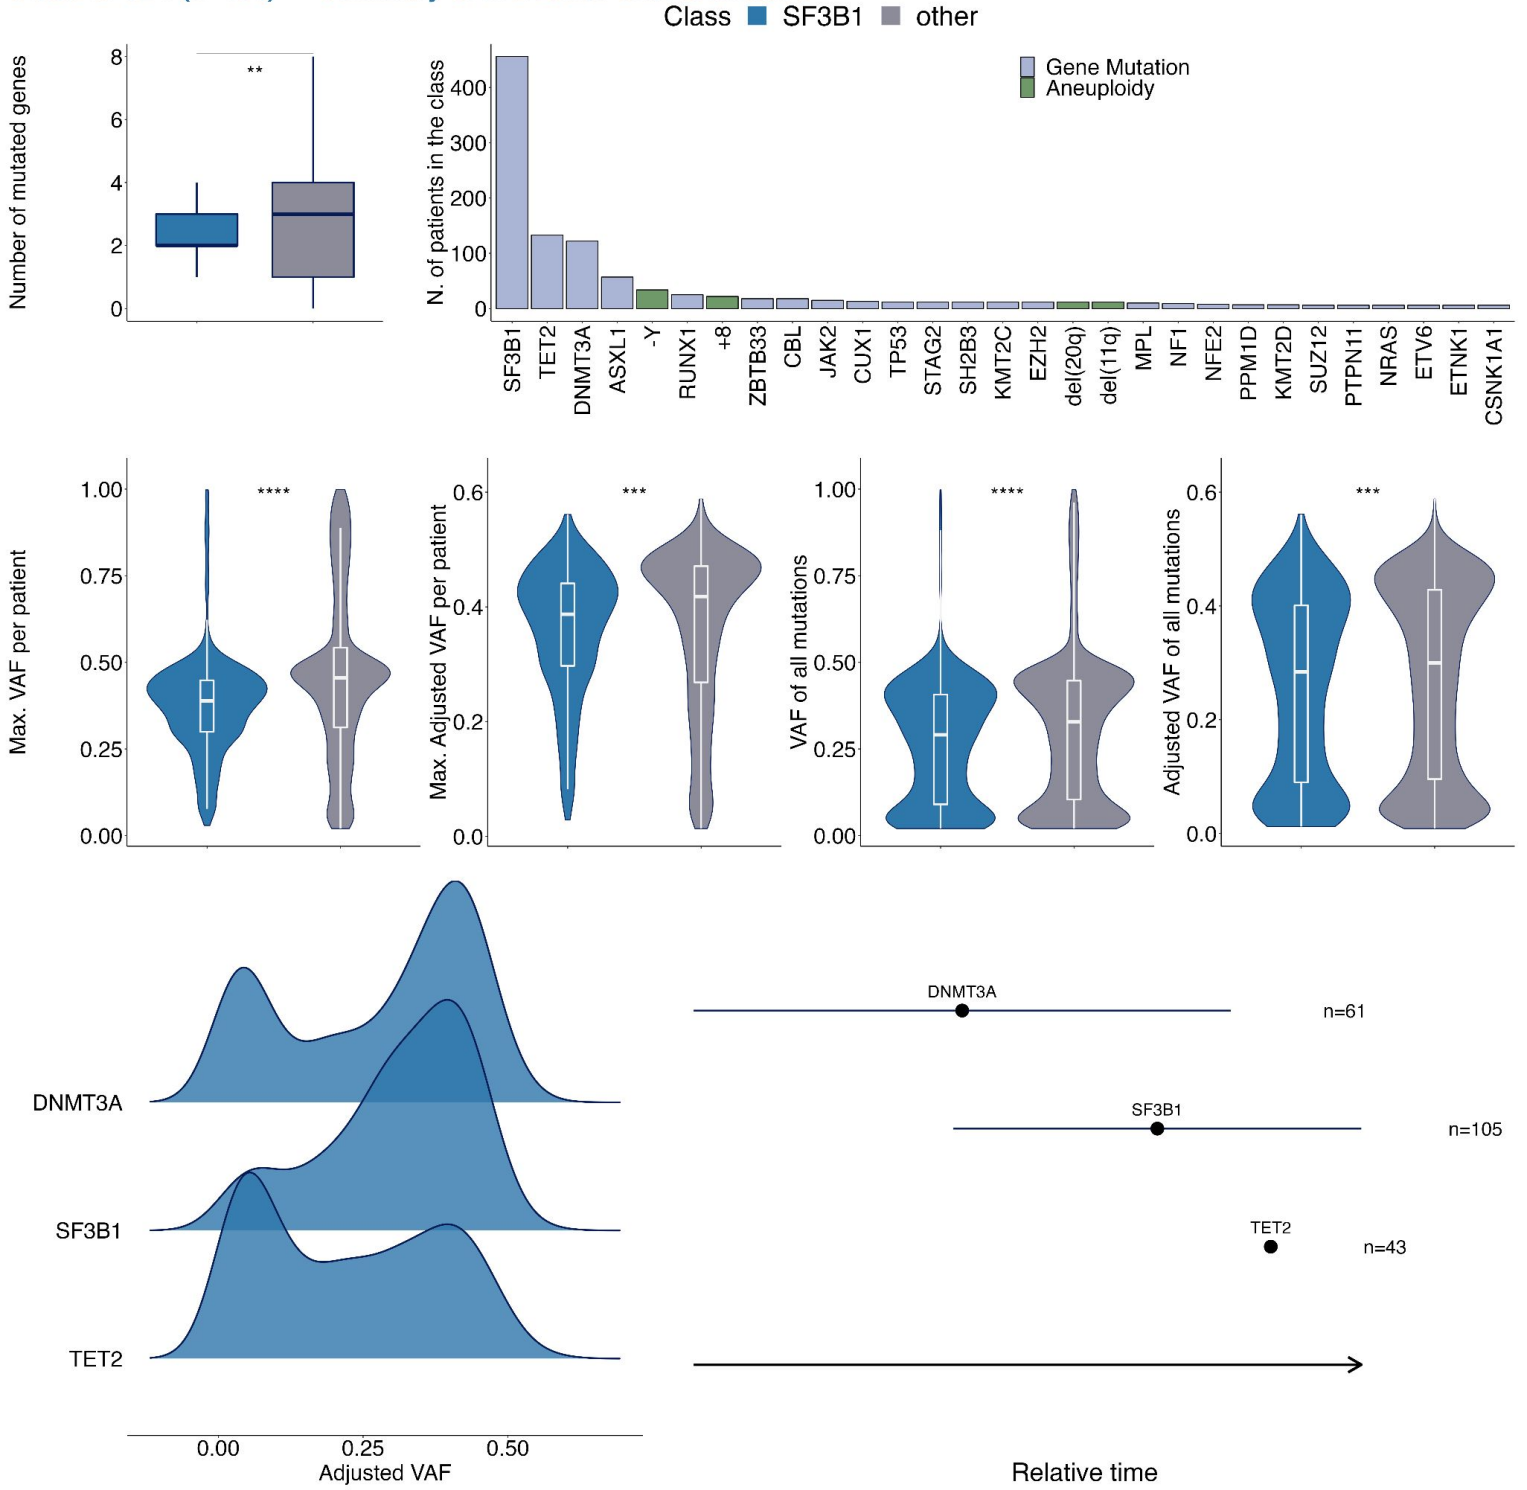 Class SF3B1 other
Number of mutated genes
8
6
4
2
0
**
N. of patients in the class
400
300
200
100
0
Gene Mutation
Aneuploidy
SF3B1
TET2
DNMT3A
ASXL1
-Y
RUNX1
+8
ZBTB33
CBL
JAK2
CUX1
TP53
STAG2
SH2B3
KMT2C
EZH2
del(20q)
del(11q)
MPL
NF1
NFE2
PPM1D
KMT2D
SUZ12
PTPN11
NRAS
ETV6
ETNK1
CSNK1A1
Max. VAF per patient
1.00
0.75
0.50
0.25
0.00
****
Max. Adjusted VAF per patient
0.6
0.4
0.2
0.0
***
VAF of all mutations
1.00
0.75
0.50
0.25
0.00
****
Adjusted VAF of all mutations
0.6
0.4
0.2
0.0
***
DNMT3A
SF3B1
TET2
0.00 0.25 0.50
Adjusted VAF
DNMT3A
n=61
SF3B1
n=105
TET2
n=43
Relative time